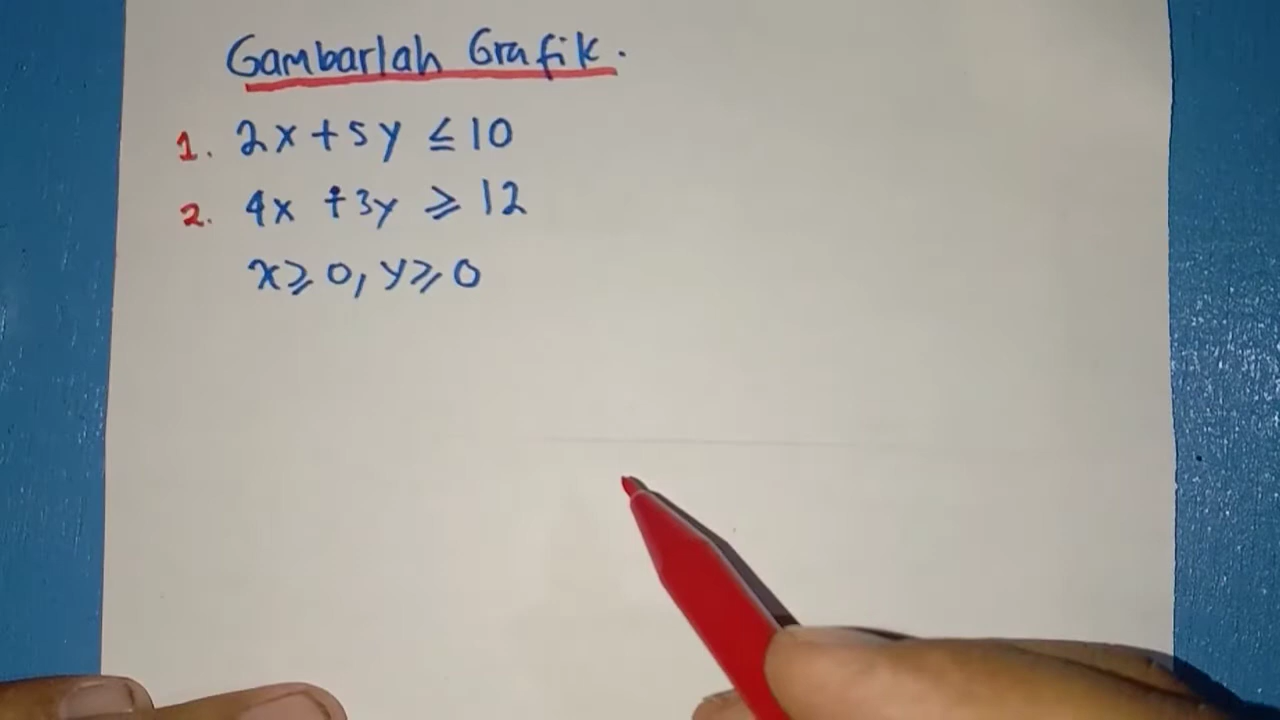 Gambarlah Grafik.
1. 2x + 5y ≤ 10
2. 4x + 3y ≥ 12
x ≥ 0, y ≥ 0